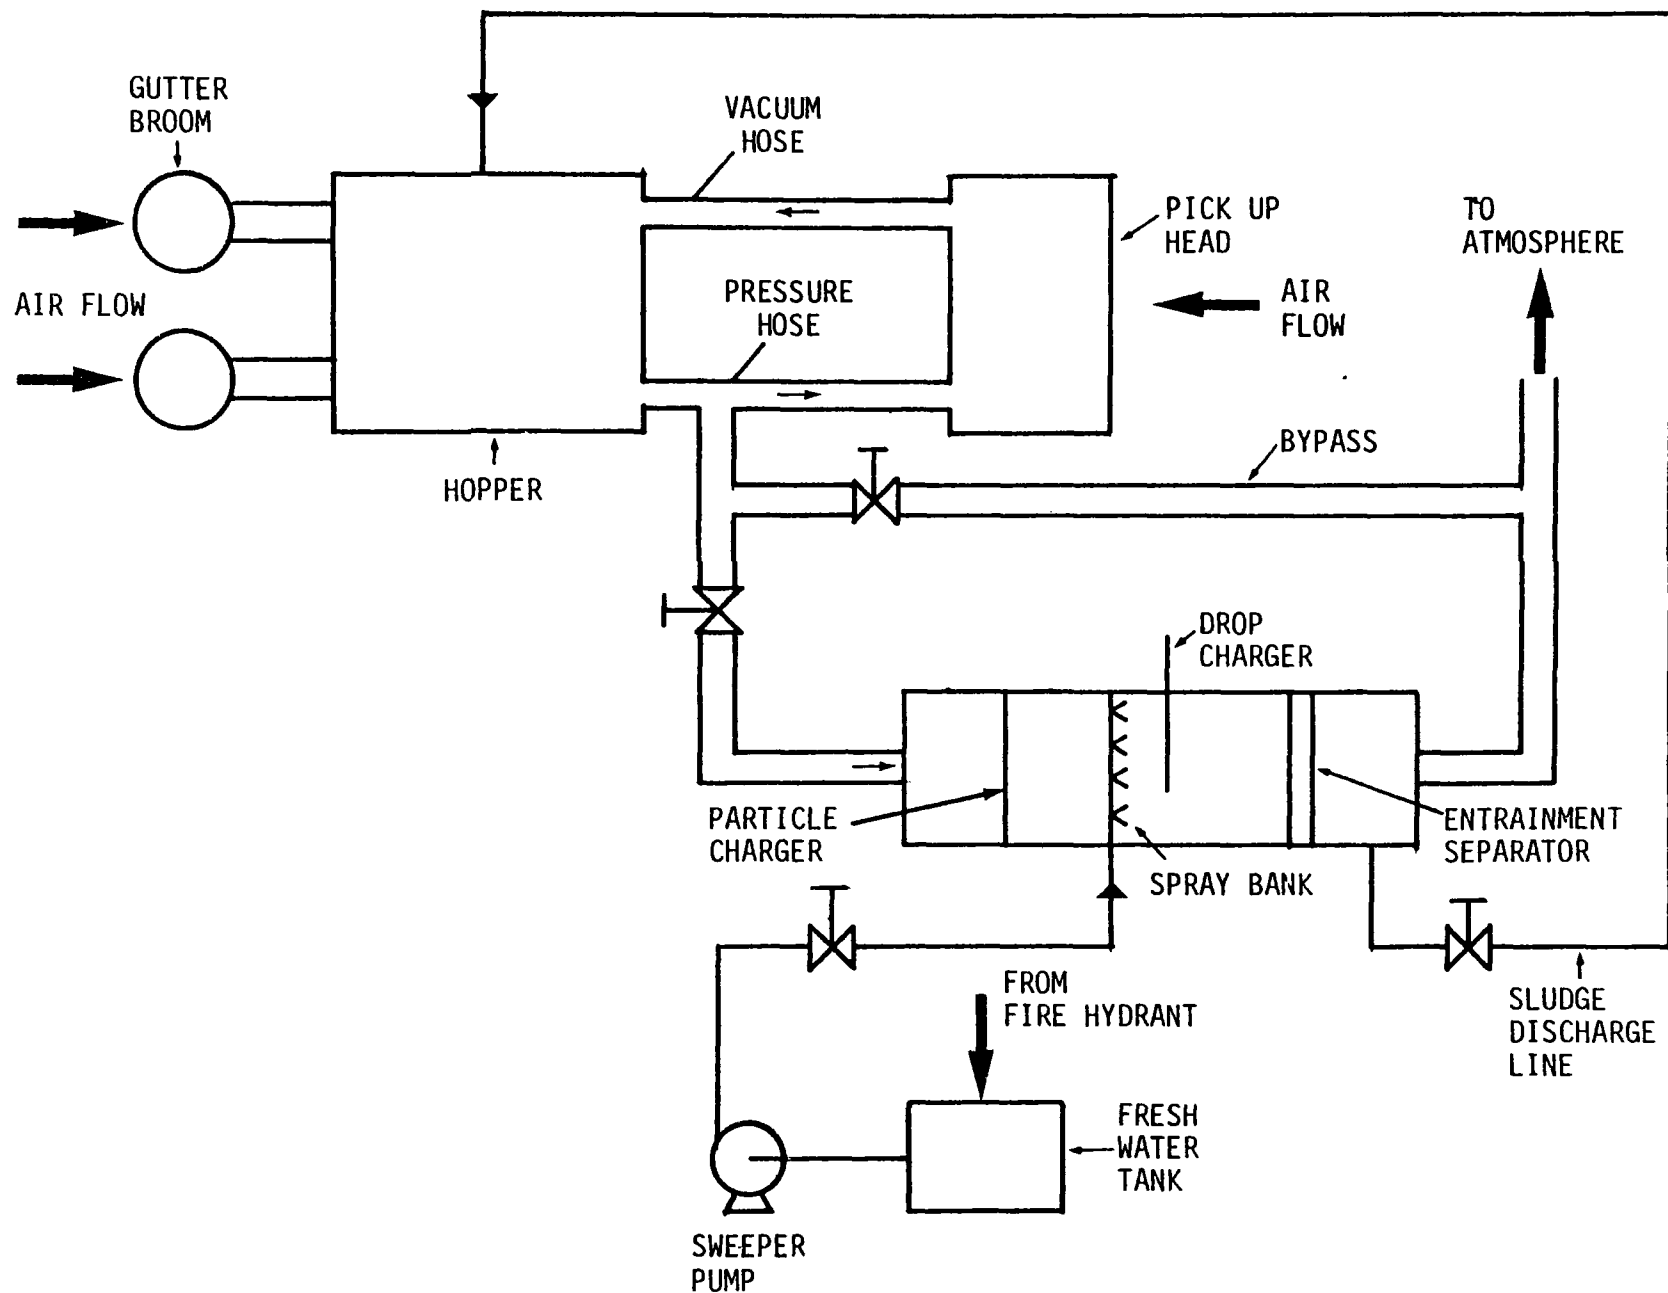 GUTTER
BROOM
VACUUM
HOSE
PICK UP
HEAD
TO
ATMOSPHERE
AIR FLOW
PRESSURE
HOSE
AIR
FLOW
BYPASS
HOPPER
DROP
CHARGER
PARTICLE
CHARGER
ENTRAINMENT
SEPARATOR
SPRAY BANK
FROM
FIRE HYDRANT
SLUDGE
DISCHARGE
LINE
FRESH
WATER
TANK
SWEEPER
PUMP